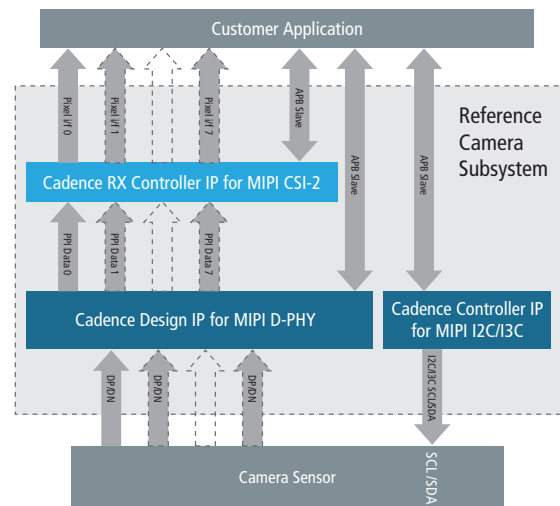 Customer Application
Pixel i/f 0
Pixel i/f 1
Pixel i/f 7
APB Slave
APB Slave
APB Slave
Reference
Camera
Subsystem
Cadence RX Controller IP for MIPI CSI-2
PPI Data 0
PPI Data 1
PPI Data 7
Cadence Design IP for MIPI D-PHY
Cadence Controller IP
for MIPI I2C/I3C
DP/DN
DP/DN
DP/DN
I2C/I3C SCL/SDA
Camera Sensor
SCL /SDA